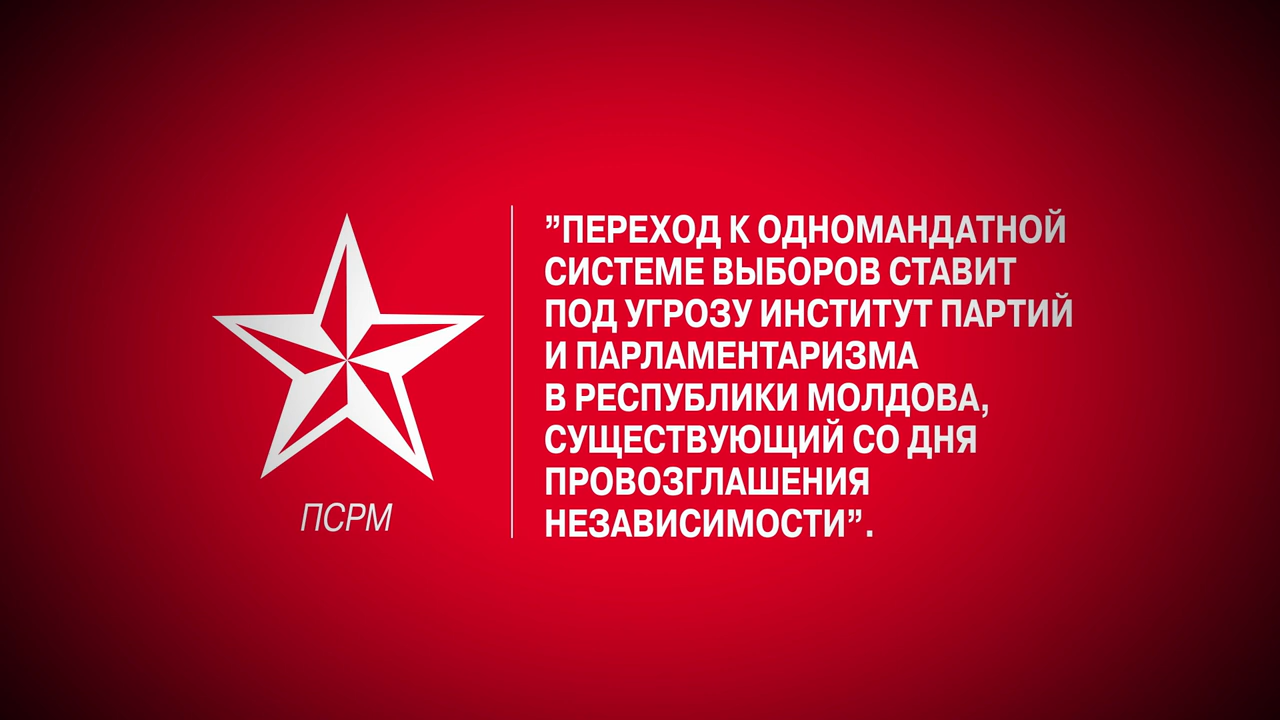 ПСРМ
”ПЕРЕХОД К ОДНОМАНДАТНОЙ
СИСТЕМЕ ВЫБОРОВ СТАВИТ
ПОД УГРОЗУ ИНСТИТУТ ПАРТИЙ
И ПАРЛАМЕНТАРИЗМА
В РЕСПУБЛИКИ МОЛДОВА,
СУЩЕСТВУЮЩИЙ СО ДНЯ
ПРОВОЗГЛАШЕНИЯ
НЕЗАВИСИМОСТИ”.